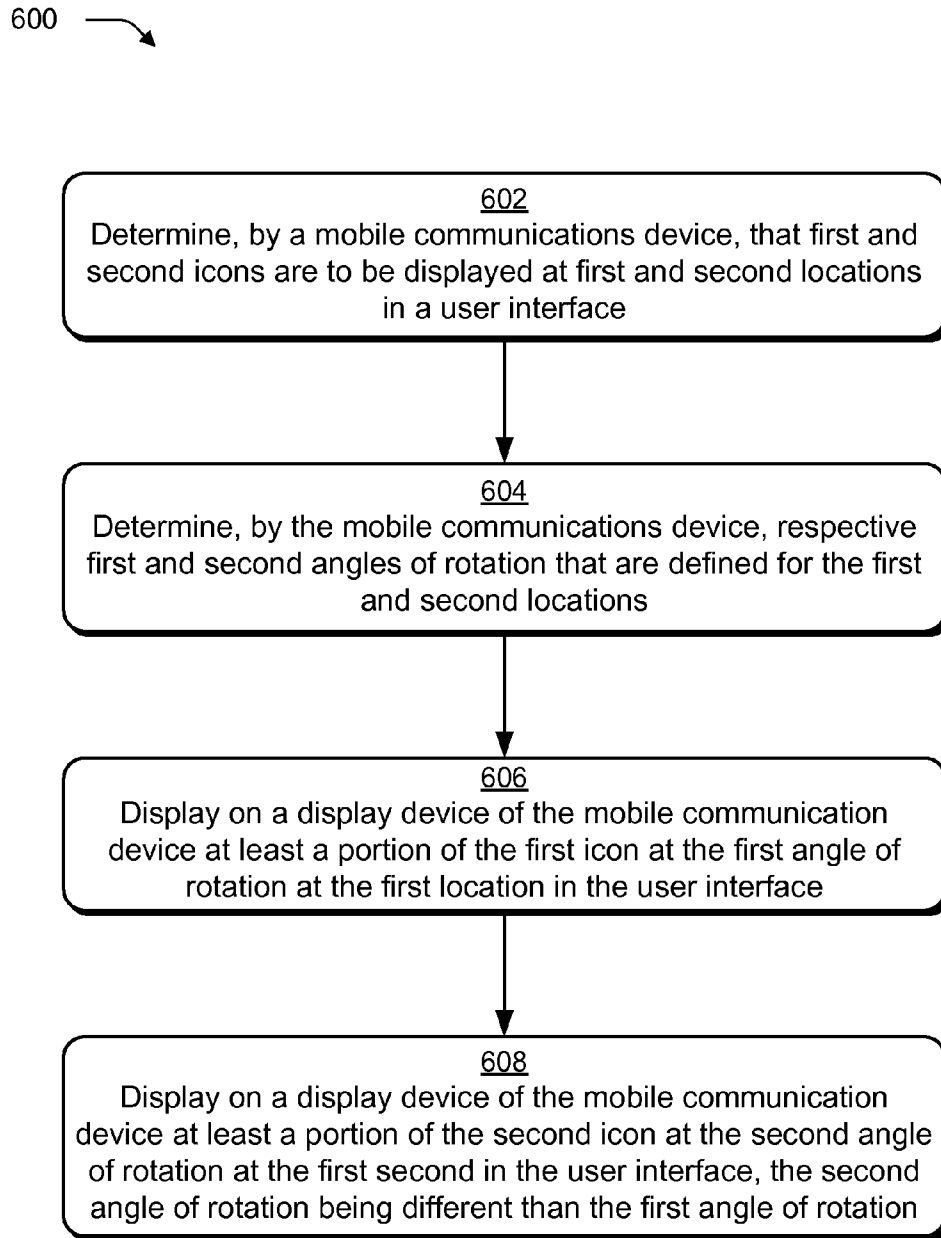 600
602
Determine, by a mobile communications device, that first and
second icons are to be displayed at first and second locations
in a user interface
604
Determine, by the mobile communications device, respective
first and second angles of rotation that are defined for the first
and second locations
606
Display on a display device of the mobile communication
device at least a portion of the first icon at the first angle of
rotation at the first location in the user interface
608
Display on a display device of the mobile communication
device at least a portion of the second icon at the second angle
of rotation at the first second in the user interface, the second
angle of rotation being different than the first angle of rotation